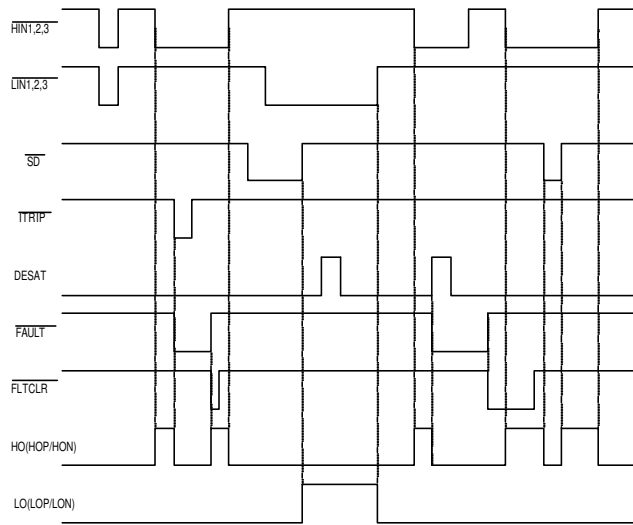 HIN1,2,3
LIN1,2,3
SD
ITRIP
DESAT
FAULT
FLTCLR
HO(HOP/HON)
LO(LOP/LON)